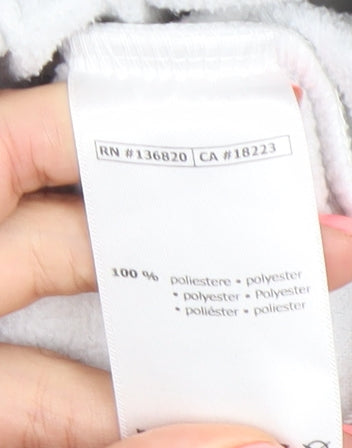 RN #136820 CA #18223
100 % poliestere • polyester
• polyester • Polyester
• poliéster • poliester